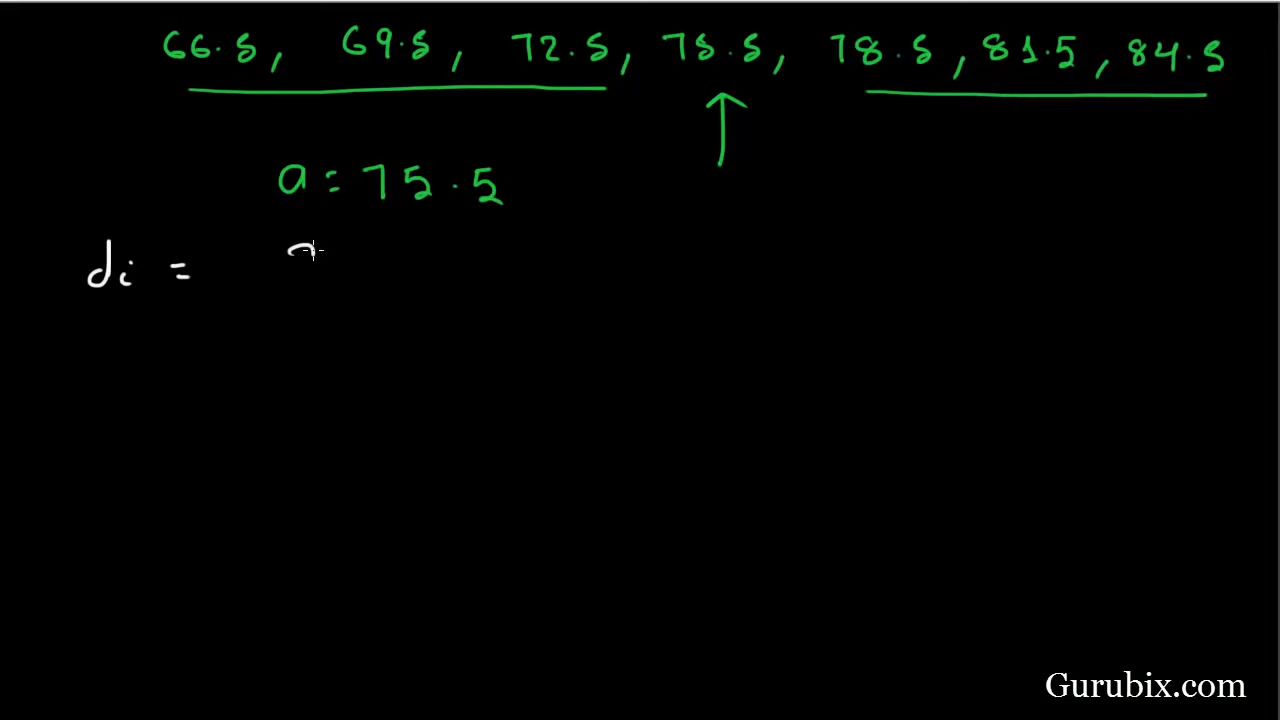 66.5, 69.5, 72.5, 75.5, 78.5, 81.5, 84.5
a = 75.5
di =
Gurubix.com